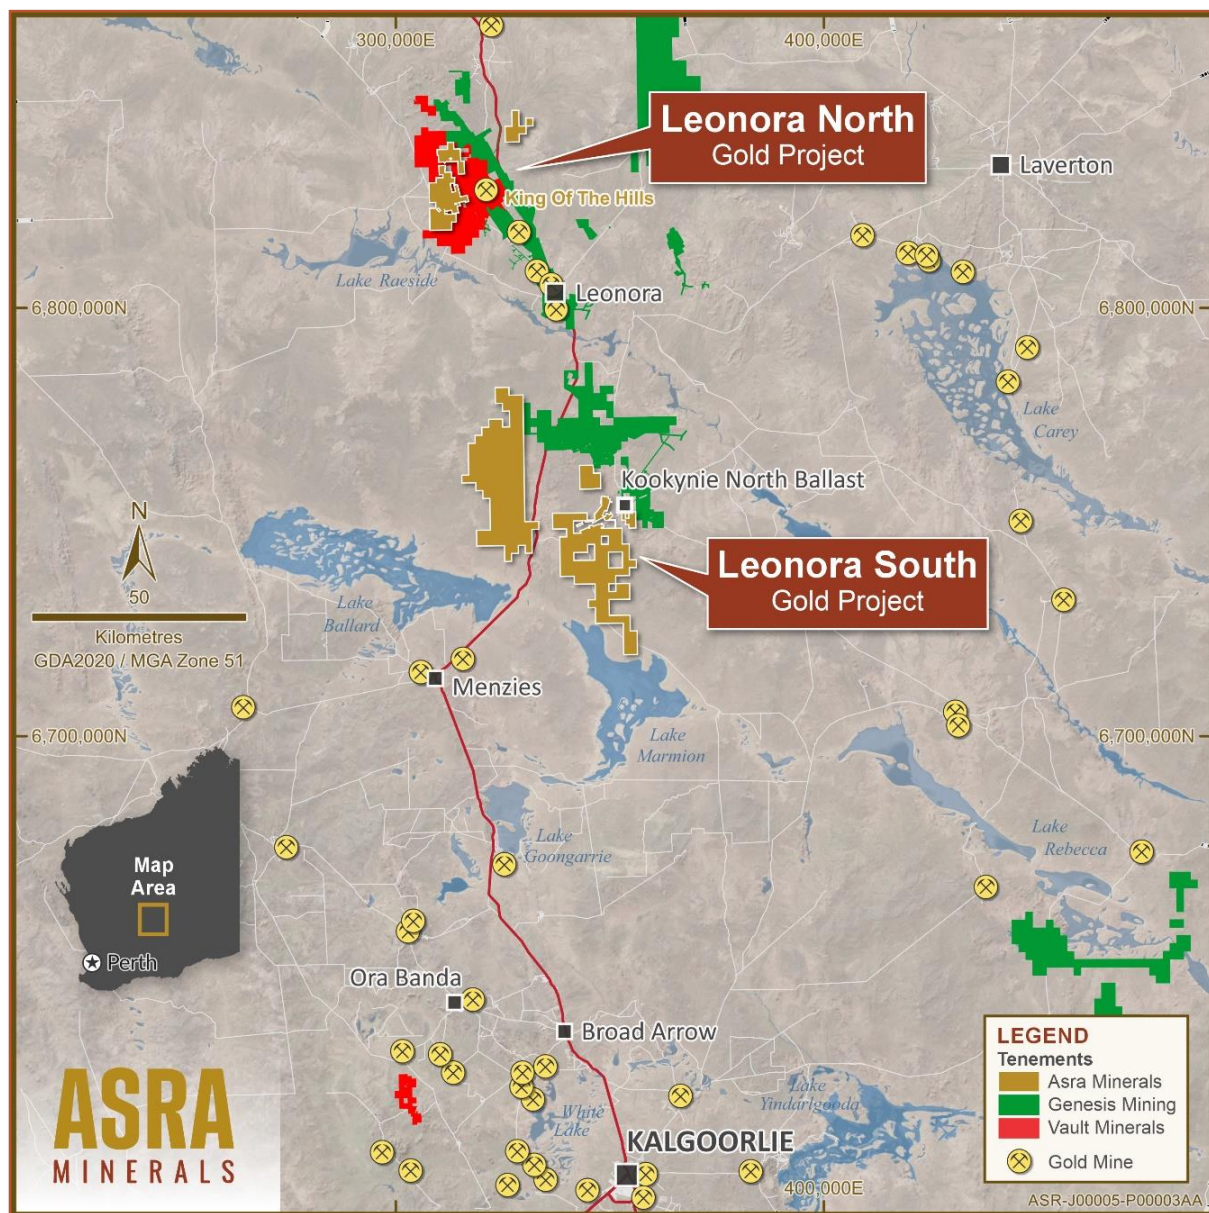 300,000E
400,000E
Leonora North
Gold Project
Laverton
King Of The Hills
Lake Raeside
Leonora
6,800,000N
6,800,000N
Lake
Carey
Kookynie North Ballast
N
50
Kilometres
GDA2020 / MGA Zone 51
Leonora South
Gold Project
Lake
Ballard
Menzies
Lake
Marmion
6,700,000N
6,700,000N
Map
Area
Perth
Lake
Goongarrie
Lake
Rebecca
Ora Banda
Broad Arrow
White
Lake
Lake
Yindarlgooda
KALGOORLIE
400,000E
ASRA
MINERALS
LEGEND
Tenements
Asra Minerals
Genesis Mining
Vault Minerals
Gold Mine
ASR-J00005-P00003AA